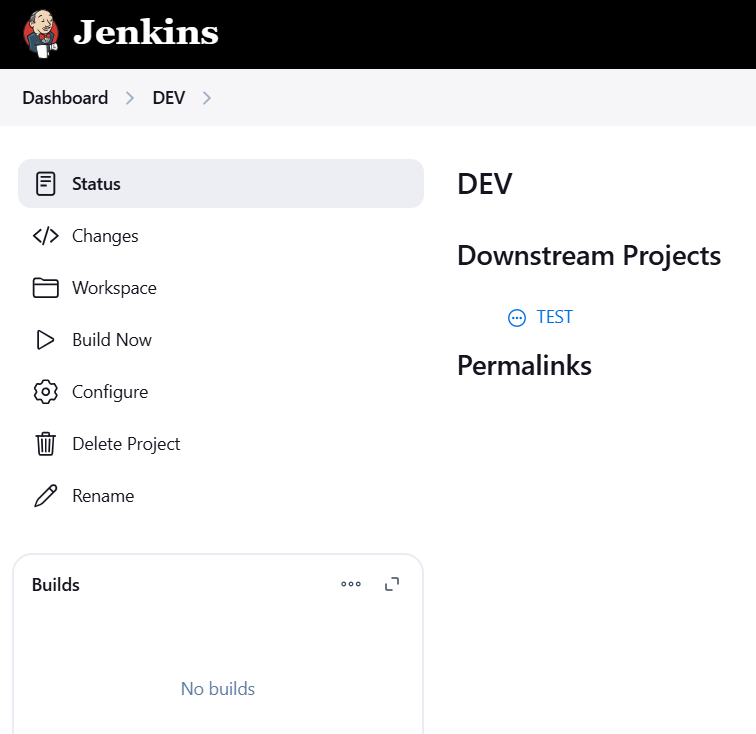 Jenkins
Dashboard
DEV
Status
Changes
Workspace
Build Now
Configure
Delete Project
Rename
Builds
No builds
DEV
Downstream Projects
TEST
Permalinks